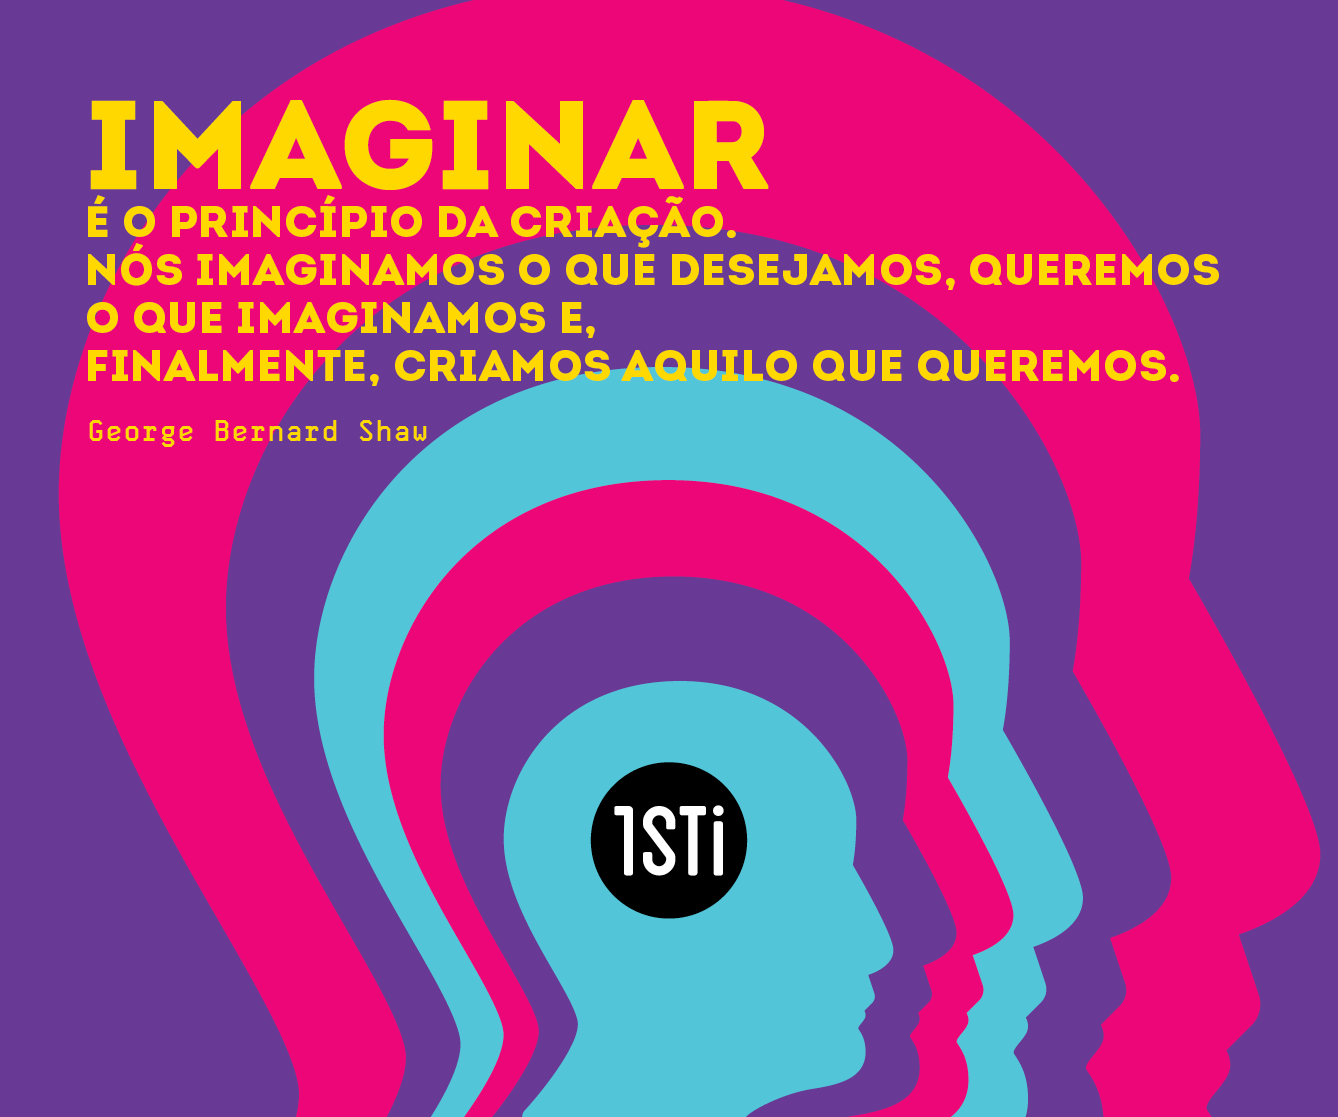 IMAGINAR
É O PRINCÍPIO DA CRIAÇÃO.
NÓS IMAGINAMOS O QUE DESEJAMOS, QUEREMOS
O QUE IMAGINAMOS E,
FINALMENTE, CRIAMOS AQUILO QUE QUEREMOS.
George Bernard Shaw
1STi